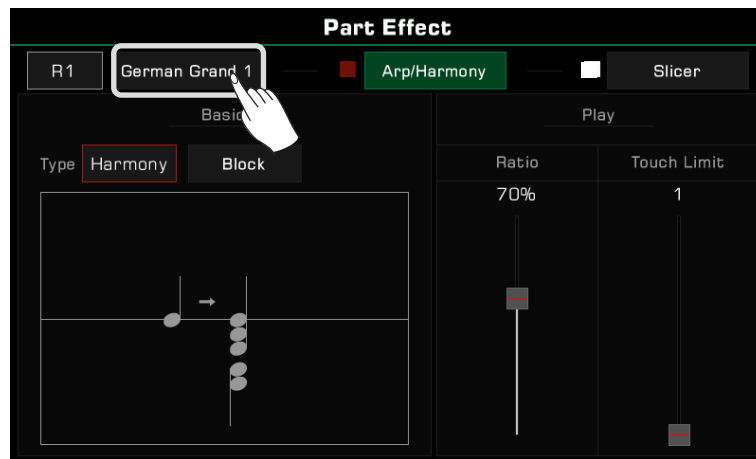 Part Effect
R1 German Grand 1 Arp/Harmony Slicer
Basic Play
Type Harmony Block Ratio Touch Limit
70% 1